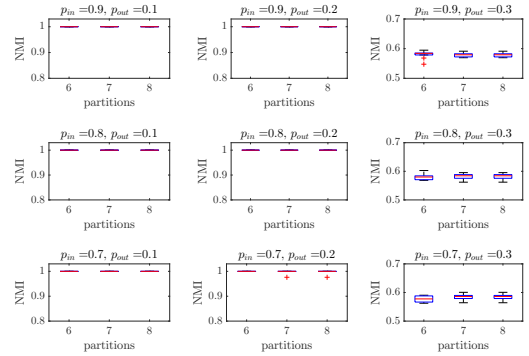 p_in =0.9, p_out =0.1
NMI
1
0.9
0.8
6 7 8
partitions
p_in =0.9, p_out =0.2
NMI
1
0.9
0.8
6 7 8
partitions
p_in =0.9, p_out =0.3
NMI
0.7
0.6
0.5
6 7 8
partitions
p_in =0.8, p_out =0.1
NMI
1
0.9
0.8
6 7 8
partitions
p_in =0.8, p_out =0.2
NMI
1
0.9
0.8
6 7 8
partitions
p_in =0.8, p_out =0.3
NMI
0.7
0.6
0.5
6 7 8
partitions
p_in =0.7, p_out =0.1
NMI
1
0.9
0.8
6 7 8
partitions
p_in =0.7, p_out =0.2
NMI
1
0.9
0.8
6 7 8
partitions
p_in =0.7, p_out =0.3
NMI
0.7
0.6
0.5
6 7 8
partitions